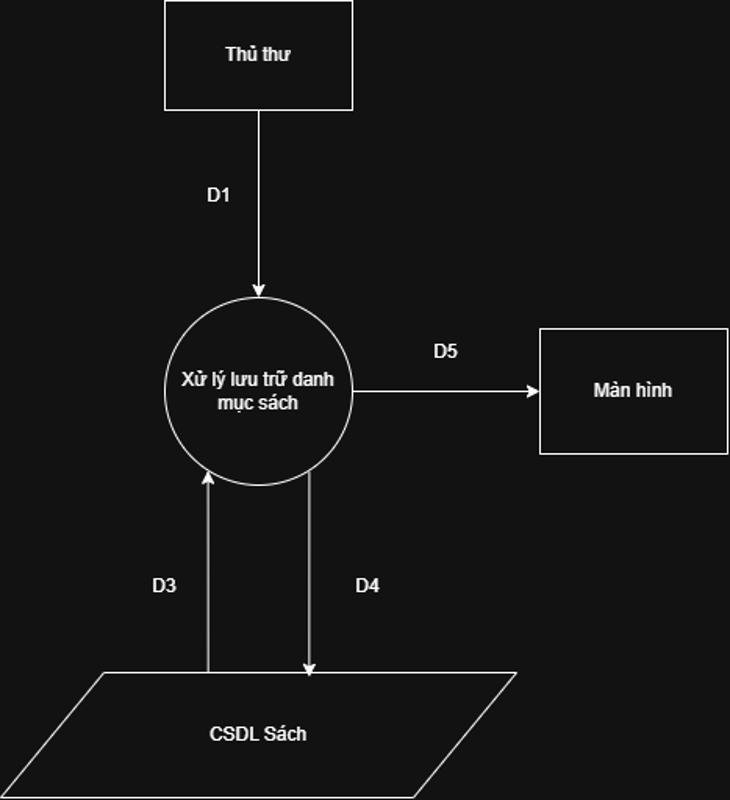 Thủ thư
D1
Xử lý lưu trữ danh
mục sách
D5
Màn hình
D3
D4
CSDL Sách